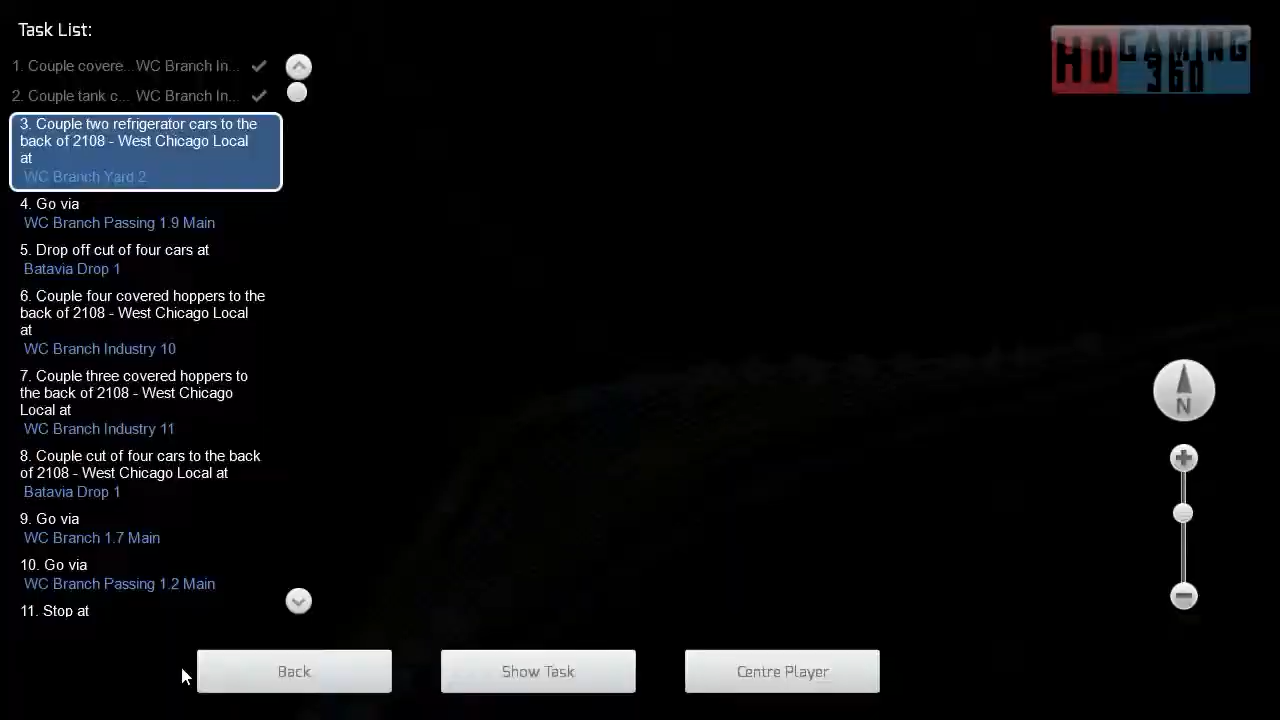 Task List:
1. Couple covere... WC Branch In...
2. Couple tank c... WC Branch In...
3. Couple two refrigerator cars to the
back of 2108 - West Chicago Local
at
WC Branch Yard 2
4. Go via
WC Branch Passing 1.9 Main
5. Drop off cut of four cars at
Batavia Drop 1
6. Couple four covered hoppers to the
back of 2108 - West Chicago Local
at
WC Branch Industry 10
7. Couple three covered hoppers to
the back of 2108 - West Chicago
Local at
WC Branch Industry 11
8. Couple cut of four cars to the back
of 2108 - West Chicago Local at
Batavia Drop 1
9. Go via
WC Branch 1.7 Main
10. Go via
WC Branch Passing 1.2 Main
11. Stop at
HD GAMING
360
N
Back
Show Task
Centre Player